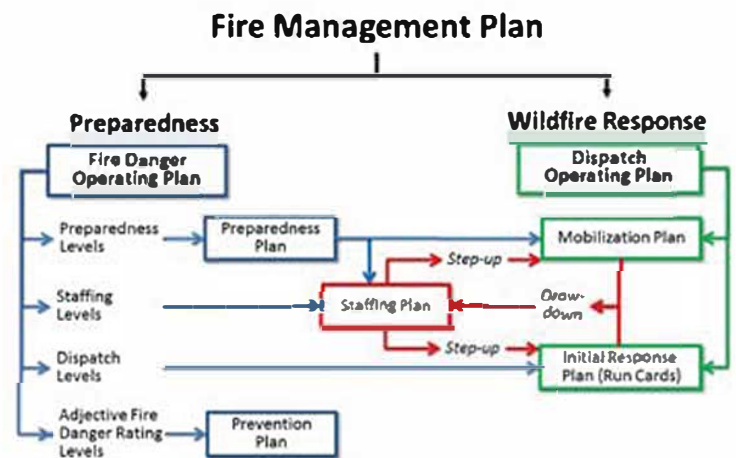 Fire Management Plan
Preparedness
Wildfire Response
Fire Danger
Operating Plan
Dispatch
Operating Plan
Preparedness
Levels
Preparedness
Plan
Mobilization Plan
Step-up
Staffing
Levels
Staffing Plan
Draw-
down
Step-up
Dispatch
Levels
Initial Response
Plan (Run Cards)
Adjective Fire
Danger Rating
Levels
Prevention
Plan